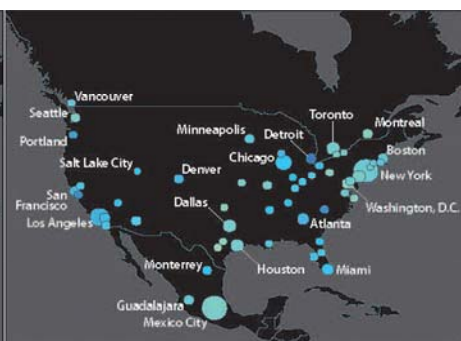 Vancouver
Seattle
Portland
Salt Lake City
San
Francisco
Los Angeles
Minneapolis
Chicago
Denver
Dallas
Detroit
Toronto
Montreal
Boston
New York
Washington, D.C.
Atlanta
Houston
Miami
Monterrey
Guadalajara
Mexico City